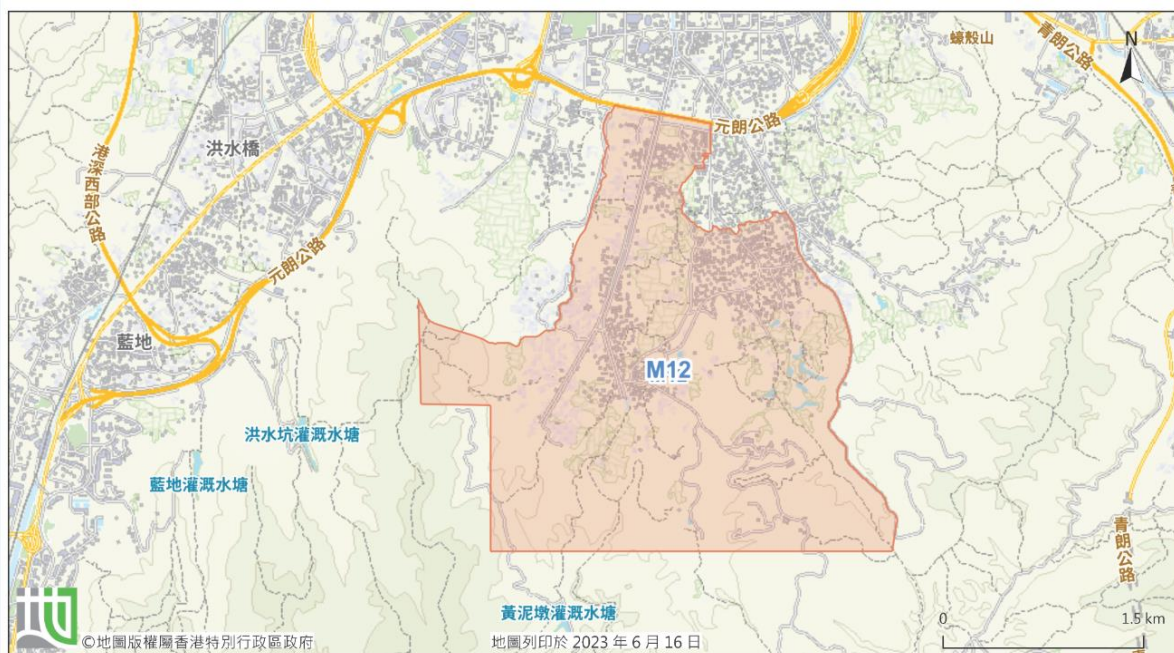 蠔殼山
青朗公路
N
元朗公路
洪水橋
港深西部公路
元朗公路
藍地
M12
洪水坑灌溉水塘
藍地灌溉水塘
青朗公路
黃泥墩灌溉水塘
0
1.5 km
©地圖版權屬香港特別行政區政府
地圖列印於 2023 年 6 月 16 日